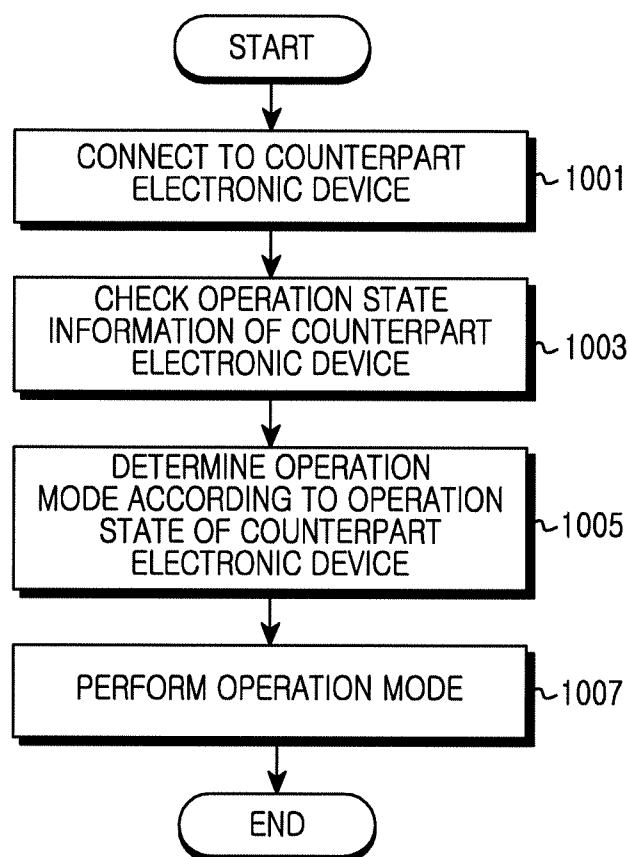 START
CONNECT TO COUNTERPART
ELECTRONIC DEVICE
1001
CHECK OPERATION STATE
INFORMATION OF COUNTERPART
ELECTRONIC DEVICE
1003
DETERMINE OPERATION
MODE ACCORDING TO OPERATION
STATE OF COUNTERPART
ELECTRONIC DEVICE
1005
PERFORM OPERATION MODE
1007
END